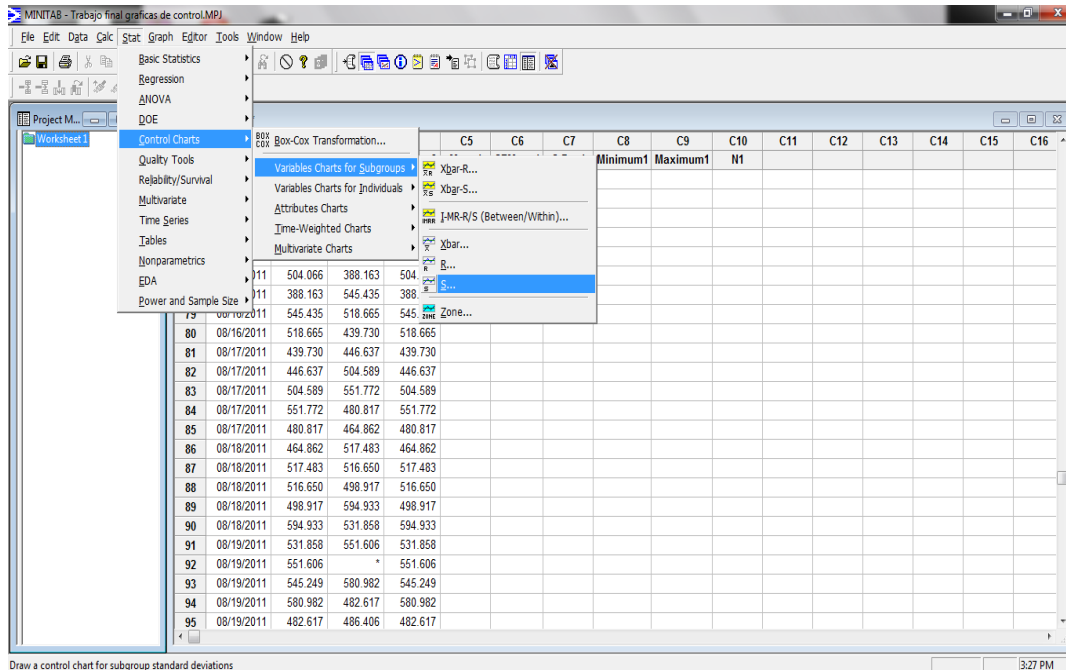 MINITAB - Trabajo final graficas de control.MPJ
File Edit Data Calc Stat Graph Editor Tools Window Help
Project M...
Worksheet 1
Basic Statistics
Regression
ANOVA
DOE
Control Charts
Quality Tools
Reliability/Survival
Multivariate
Time Series
Tables
Nonparametrics
EDA
Power and Sample Size
BOX COX Box-Cox Transformation...
Variables Charts for Subgroups
Variables Charts for Individuals
Attributes Charts
Time-Weighted Charts
Multivariate Charts
Xbar-R...
Xbar-S...
I-MR-R/S (Between/Within)...
Xbar...
R...
S...
ZONE Zone...
C5 C6 C7 C8 C9 C10 C11 C12 C13 C14 C15 C16
Minimum1 Maximum1 N1
011 504.066 388.163 504.
011 388.163 545.435 388.
79 08/16/2011 545.435 518.665 545.
80 08/16/2011 518.665 439.730 518.665
81 08/17/2011 439.730 446.637 439.730
82 08/17/2011 446.637 504.589 446.637
83 08/17/2011 504.589 551.772 504.589
84 08/17/2011 551.772 480.817 551.772
85 08/17/2011 480.817 464.862 480.817
86 08/18/2011 464.862 517.483 464.862
87 08/18/2011 517.483 516.650 517.483
88 08/18/2011 516.650 498.917 516.650
89 08/18/2011 498.917 594.933 498.917
90 08/18/2011 594.933 531.858 594.933
91 08/19/2011 531.858 551.606 531.858
92 08/19/2011 551.606 * 551.606
93 08/19/2011 545.249 580.982 545.249
94 08/19/2011 580.982 482.617 580.982
95 08/19/2011 482.617 486.406 482.617
Draw a control chart for subgroup standard deviations
3:27 PM